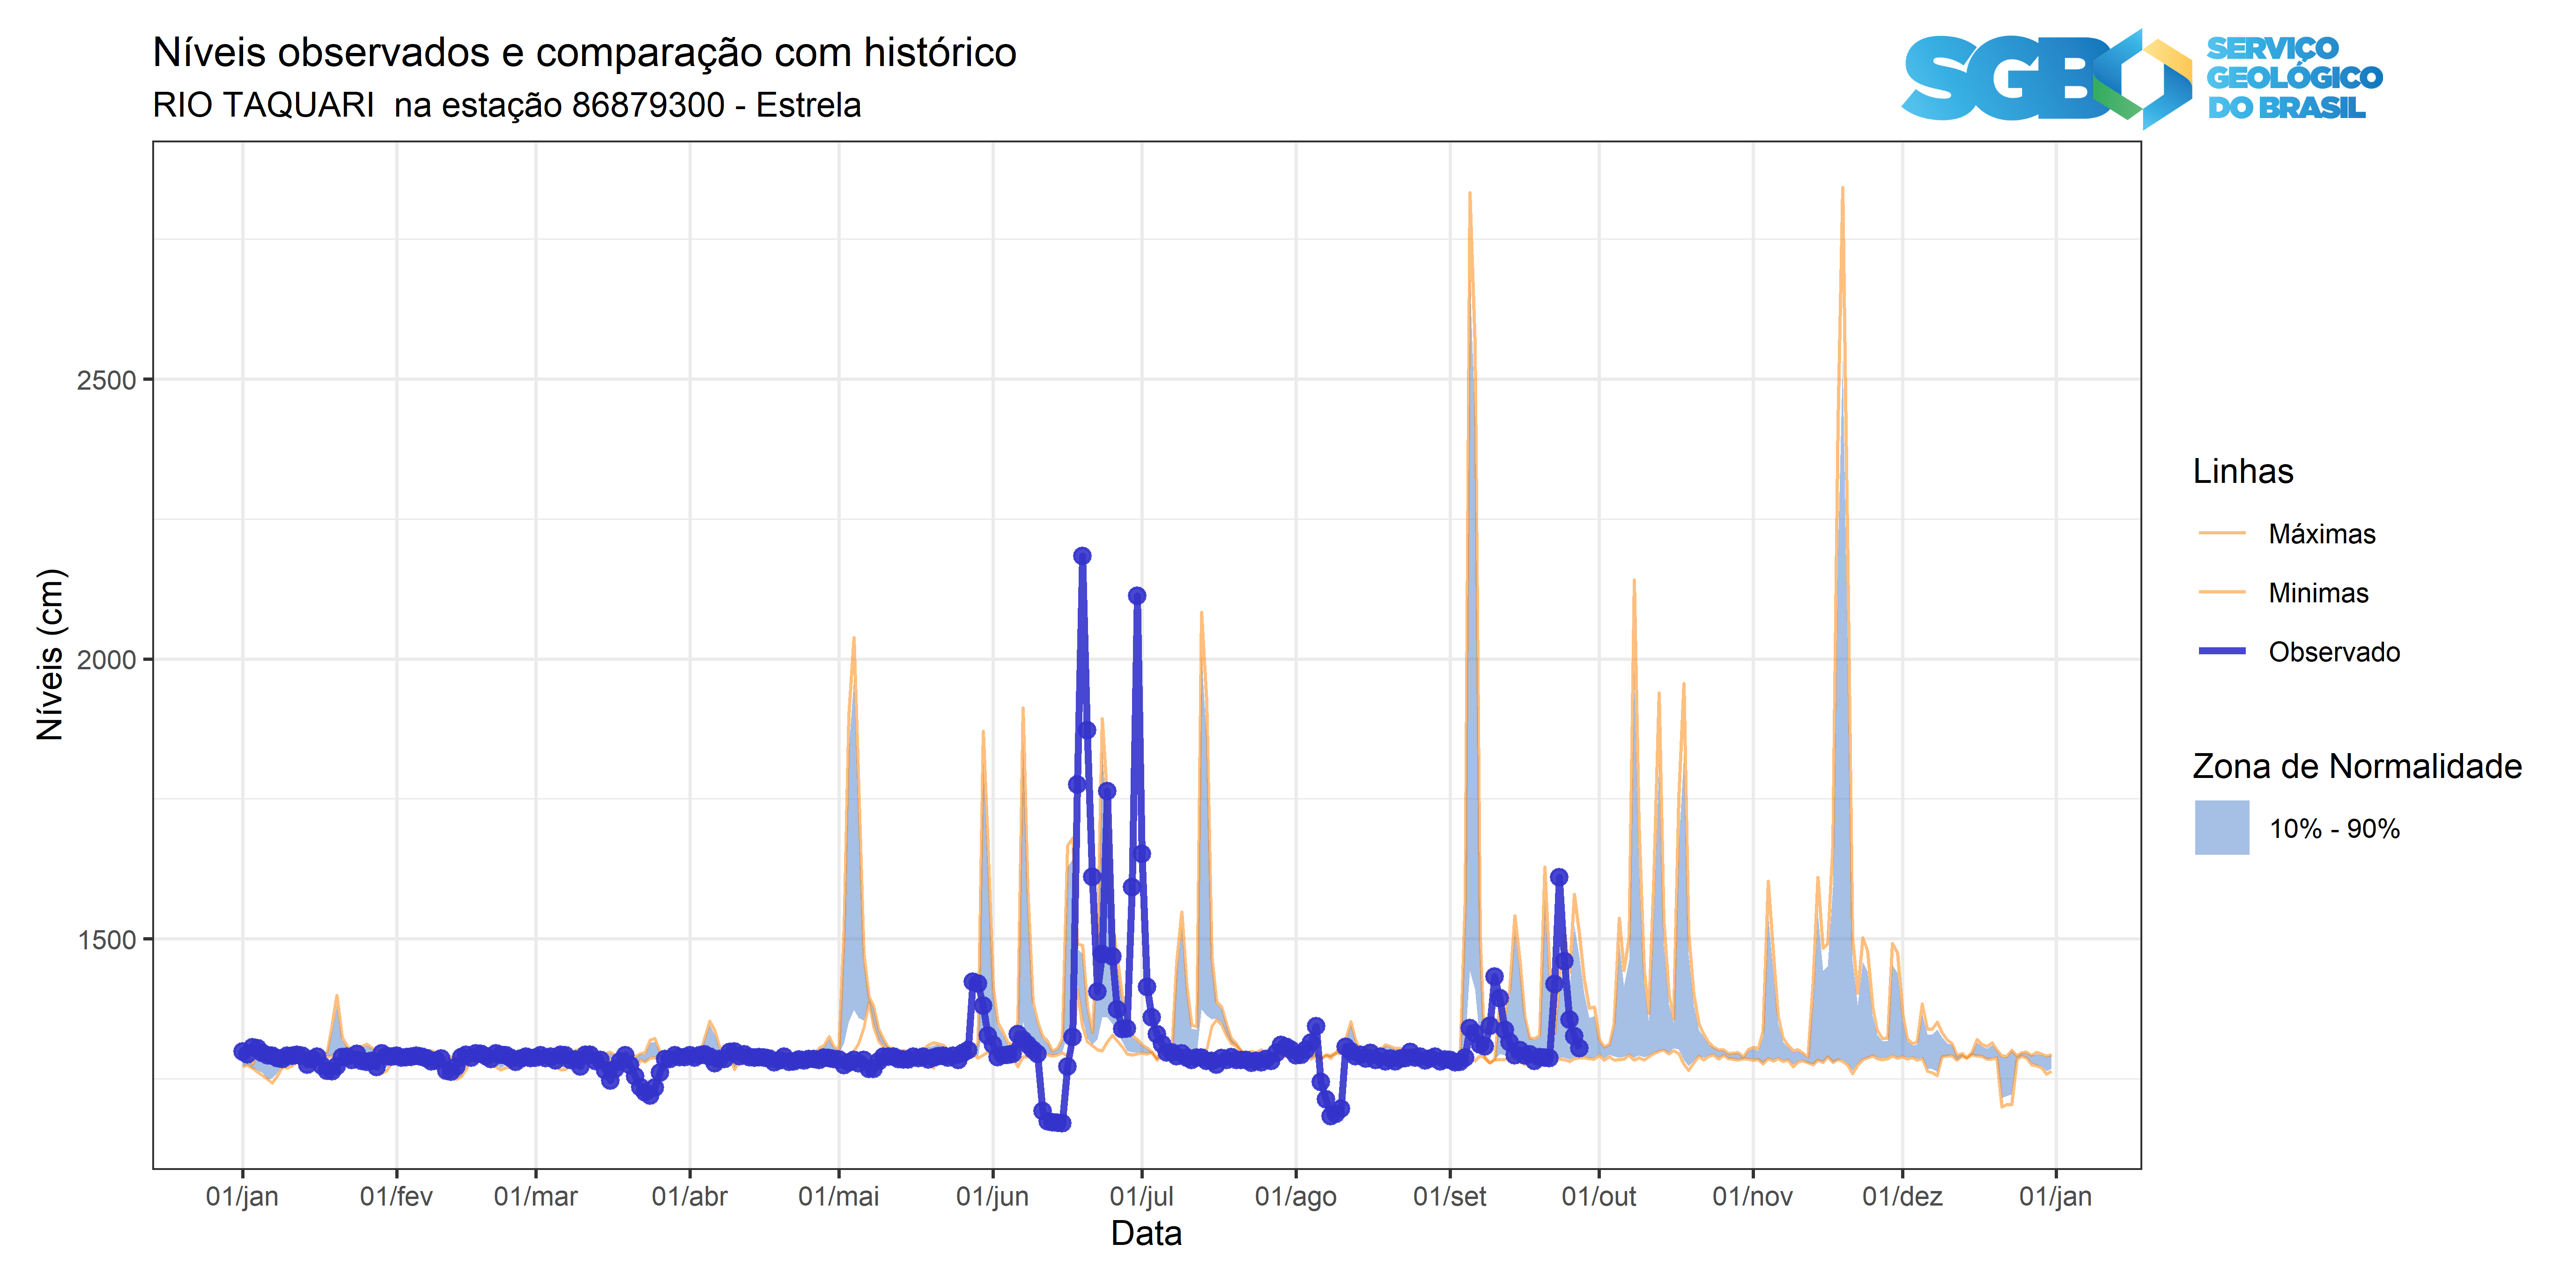 Níveis observados e comparação com histórico
RIO TAQUARI  na estação 86879300 - Estrela
SGB
SERVIÇO
GEOLÓGICO
DO BRASIL
Níveis (cm)
2500
2000
1500
01/jan
01/fev
01/mar
01/abr
01/mai
01/jun
01/jul
01/ago
01/set
01/out
01/nov
01/dez
01/jan
Data
Linhas
Máximas
Minimas
Observado
Zona de Normalidade
10% - 90%